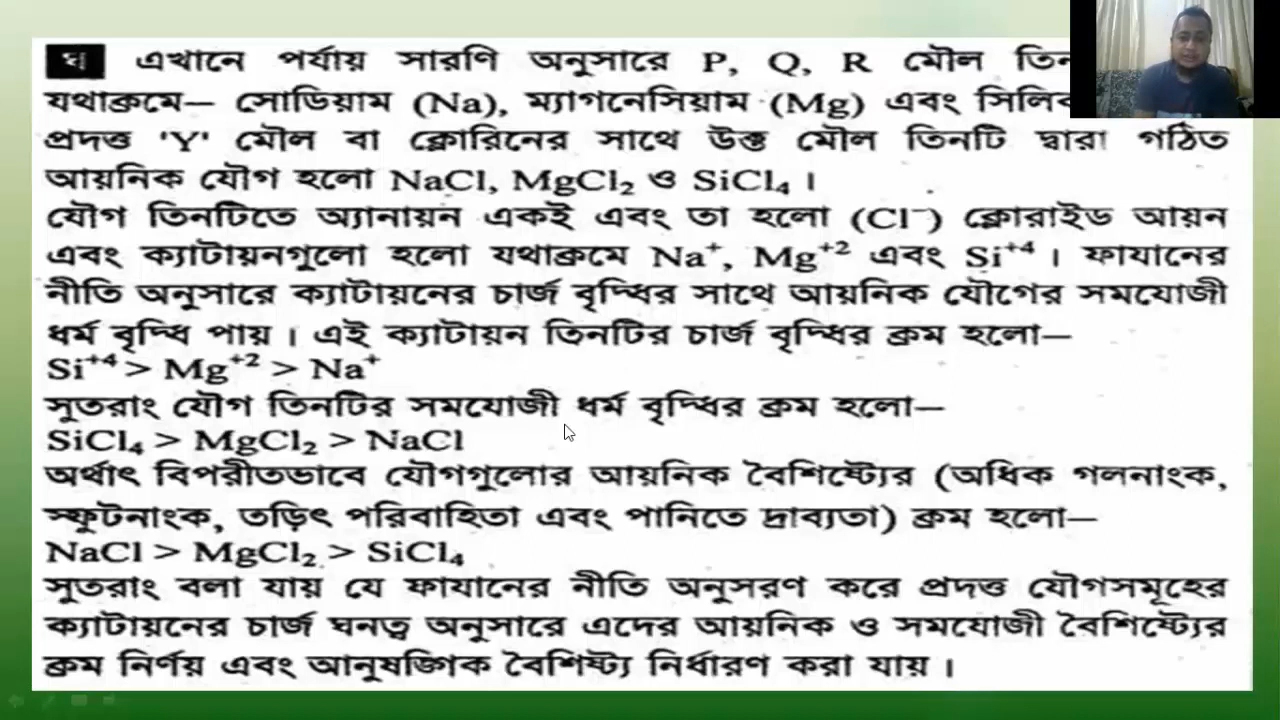 ঘ এখানে পর্যায় সারণি অনুসারে P, Q, R মৌল
যথাক্রমে– সোডিয়াম (Na), ম্যাগনেসিয়াম (Mg) এবং
প্রদত্ত 'Y' মৌল বা ক্লোরিনের সাথে উক্ত মৌল তিনটি দ্বারা গঠিত
আয়নিক যৌগ হলো NaCl, MgCl₂ ও SiCl₄ ।
যৌগ তিনটিতে অ্যানায়ন একই এবং তা হলো (Cl⁻) ক্লোরাইড আয়ন
এবং ক্যাটায়নগুলো হলো যথাক্রমে Na⁺, Mg⁺² এবং Si⁺⁴ । ফাযানের
নীতি অনুসারে ক্যাটায়নের চার্জ বৃদ্ধির সাথে আয়নিক যৌগের সমযোজী
ধর্ম বৃদ্ধি পায় । এই ক্যাটায়ন তিনটির চার্জ বৃদ্ধির ক্রম হলো–
Si⁺⁴ > Mg⁺² > Na⁺
সুতরাং যৌগ তিনটির সমযোজী ধর্ম বৃদ্ধির ক্রম হলো–
SiCl₄ > MgCl₂ > NaCl
অর্থাৎ বিপরীতভাবে যৌগগুলোর আয়নিক বৈশিষ্ট্যের (অধিক গলনাংক,
স্ফুটনাংক, তড়িৎ পরিবাহিতা এবং পানিতে দ্রাব্যতা) ক্রম হলো–
NaCl > MgCl₂ > SiCl₄
সুতরাং বলা যায় যে ফাযানের নীতি অনুসরণ করে প্রদত্ত যৌগসমূহের
ক্যাটায়নের চার্জ ঘনত্ব অনুসারে এদের আয়নিক ও সমযোজী বৈশিষ্ট্যের
ক্রম নির্ণয় এবং আনুষঙ্গিক বৈশিষ্ট্য নির্ধারণ করা যায় ।